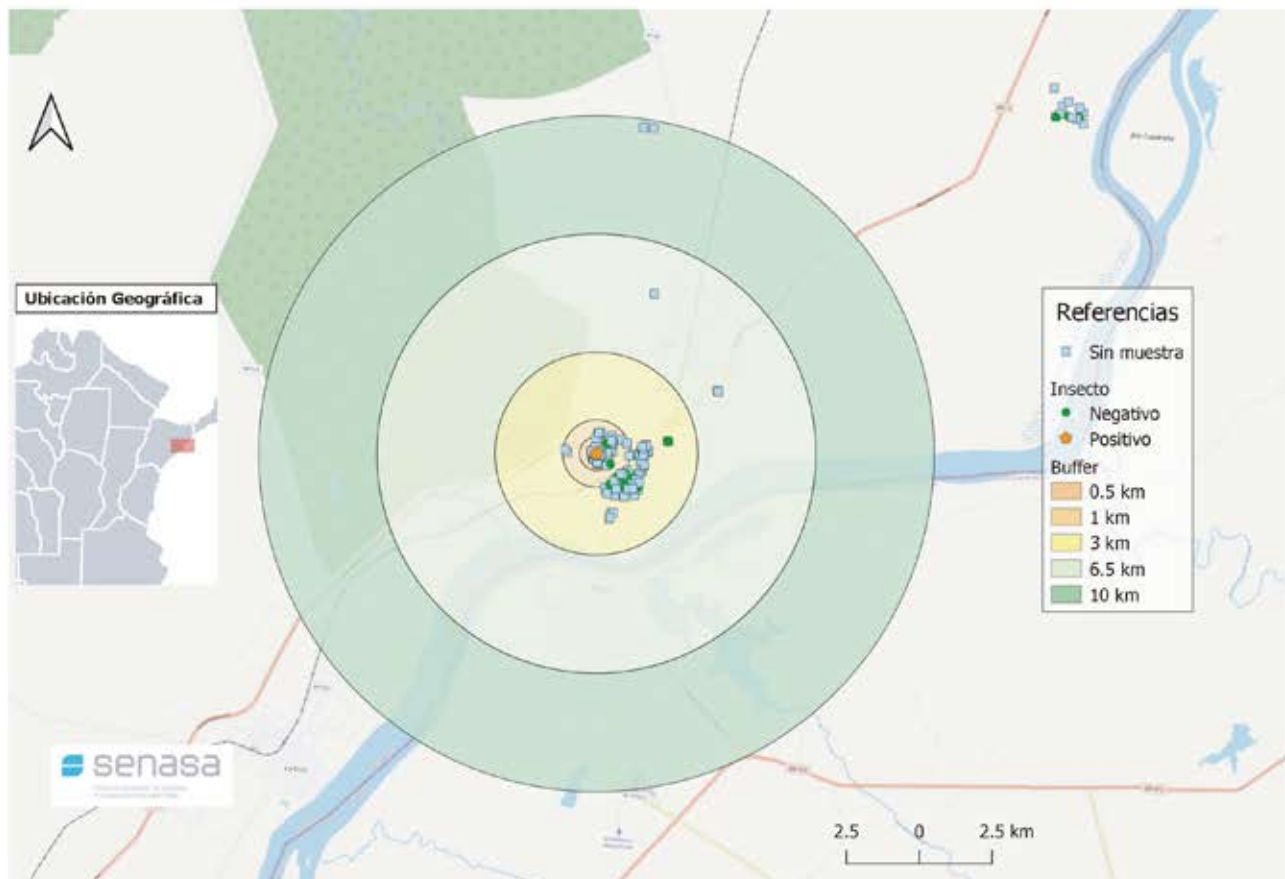 Ubicación Geográfica
Referencias
Sin muestra
Insecto
Negativo
Positivo
Buffer
0.5 km
1 km
3 km
6.5 km
10 km
senasa
2.5 0 2.5 km